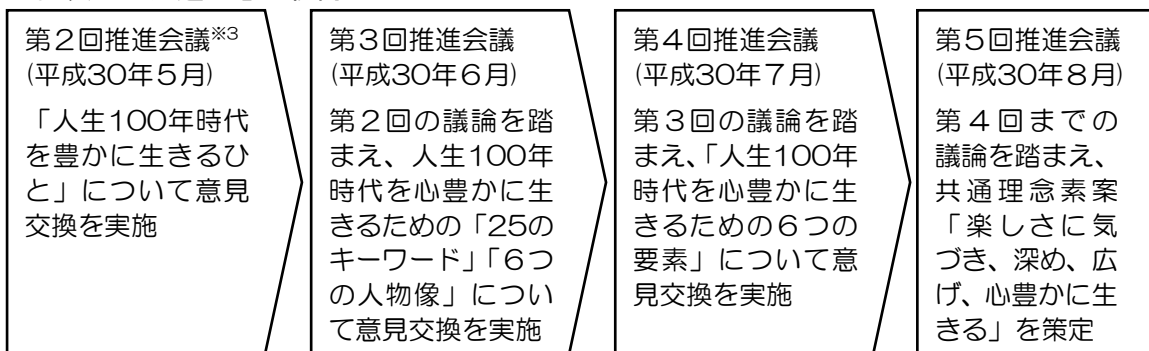 第2回推進会議※3
(平成30年5月)
「人生100年時代
を豊かに生きるひ
と」について意見
交換を実施
第3回推進会議
(平成30年6月)
第2回の議論を踏
まえ、人生100年
時代を心豊かに生
きるための「25の
キーワード」「6つ
の人物像」につい
て意見交換を実施
第4回推進会議
(平成30年7月)
第3回の議論を踏
まえ、「人生100年
時代を心豊かに生
きるための6つの
要素」について意
見交換を実施
第5回推進会議
(平成30年8月)
第4回までの
議論を踏まえ、
共通理念素案
「楽しさに気
づき、深め、広
げ、心豊かに生
きる」を策定